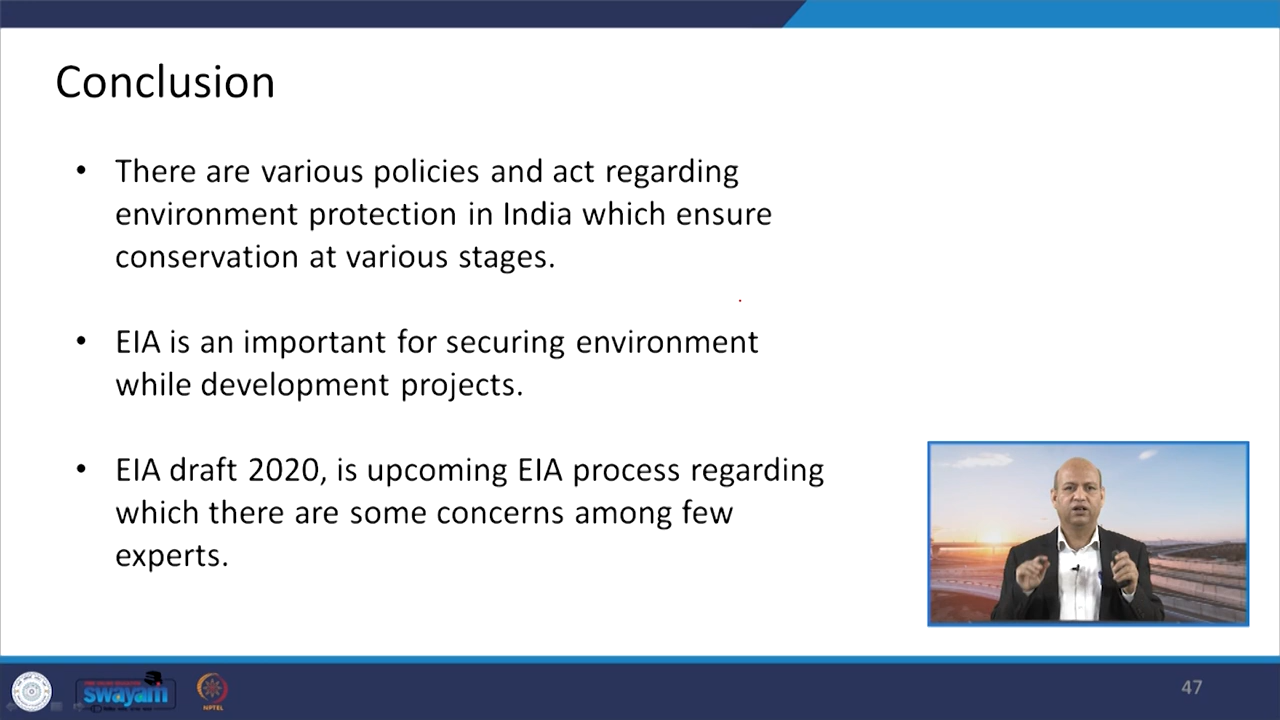 Conclusion
• There are various policies and act regarding
environment protection in India which ensure
conservation at various stages.
• EIA is an important for securing environment
while development projects.
• EIA draft 2020, is upcoming EIA process regarding
which there are some concerns among few
experts.
swayam
NPTEL
47